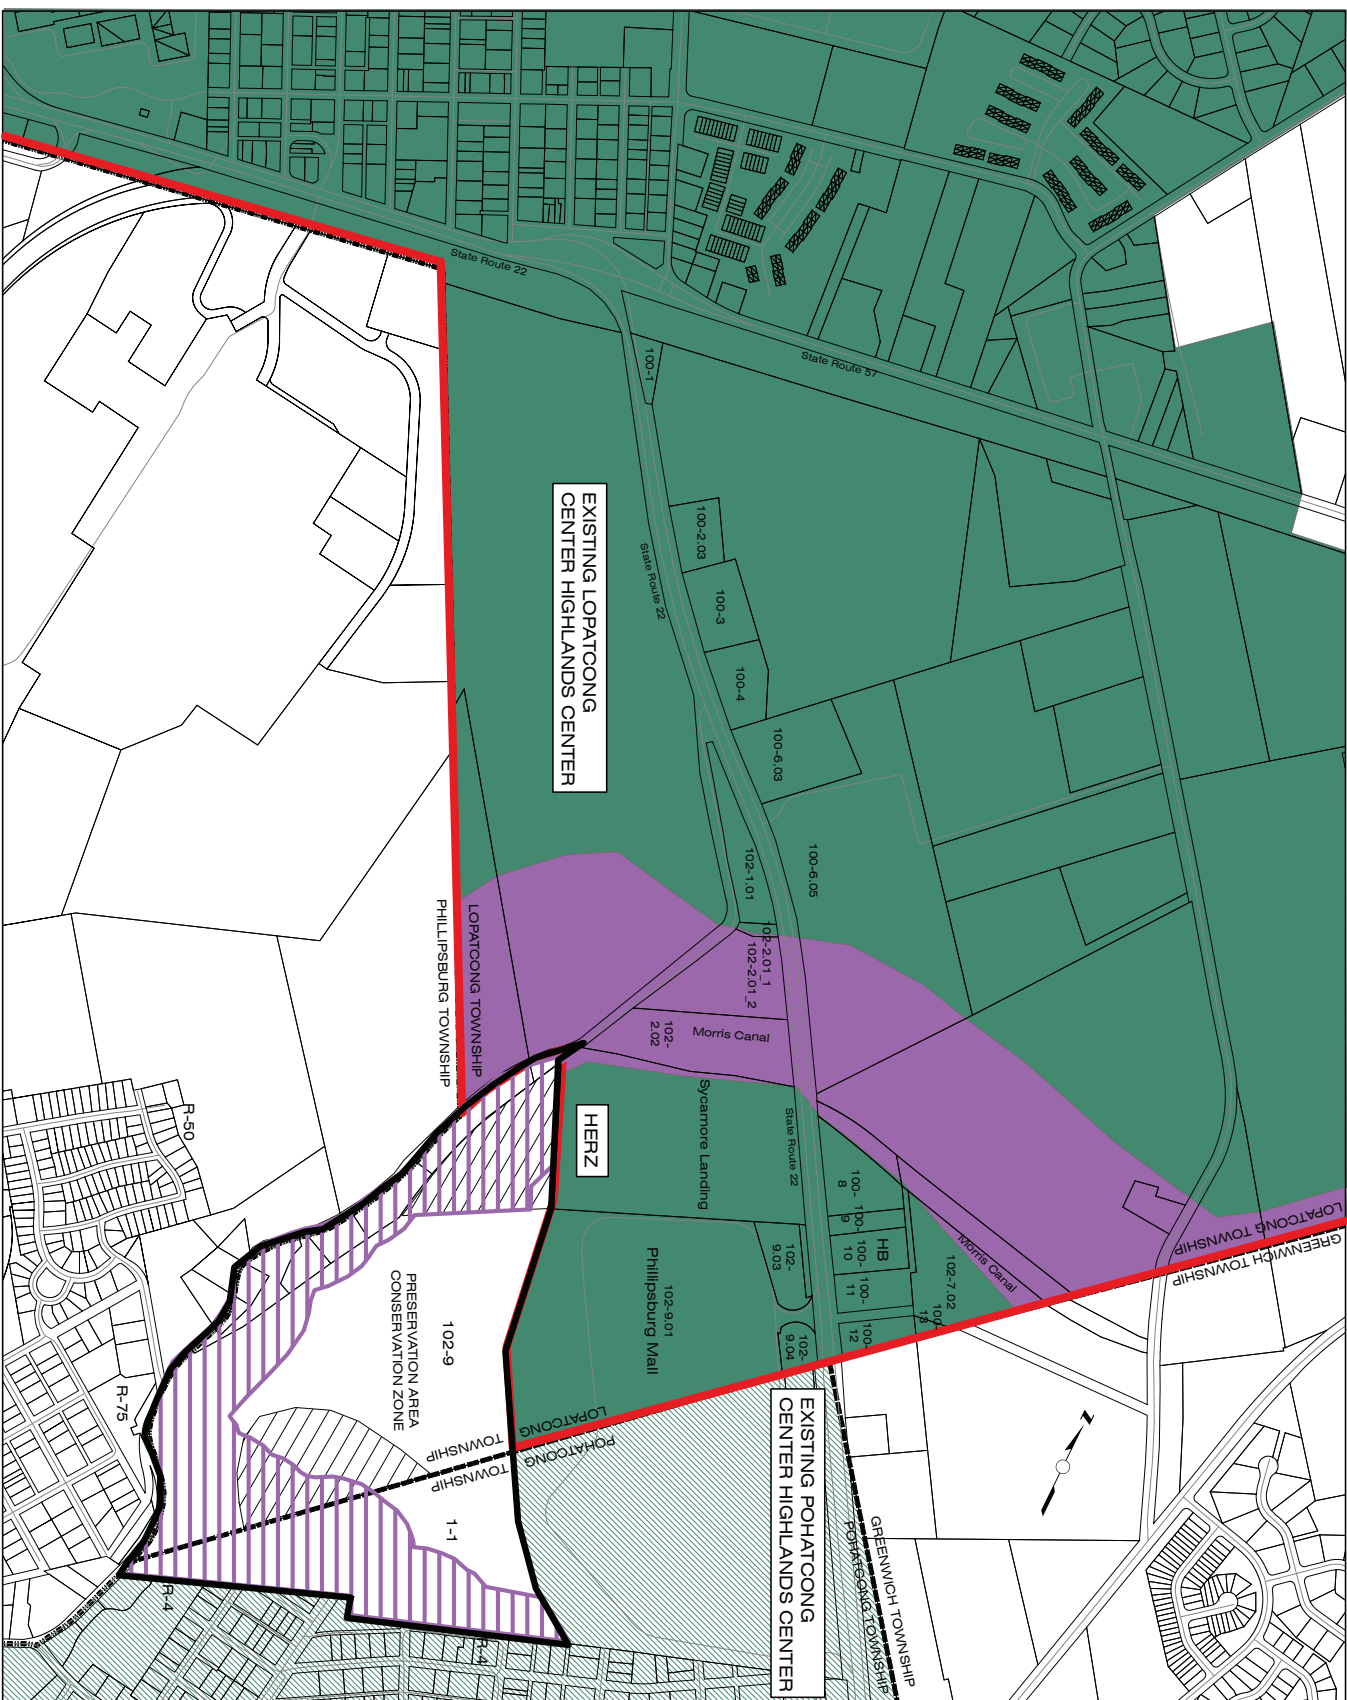 State Route 22
State Route 57
100-1
EXISTING LOPATCONG
CENTER HIGHLANDS CENTER
100-2.03
State Route 22
100-3
100-4
100-6.03
100-6.05
102-1.01
102-2.01_1
102-2.01_2
LOPATCONG TOWNSHIP
PHILLIPSBURG TOWNSHIP
102-
2.02
Morris Canal
Sycamore Landing
State Route 22
HERZ
R-50
100-
8
100-
9
100-
10
HB
100-
11
100-
12
100-
13
102-7.02
Morris Canal
LOPATCONG TOWNSHIP
GREENWICH TOWNSHIP
102-
9.03
102-9.01
Phillipsburg Mall
102-
9.04
102-9
PRESERVATION AREA
CONSERVATION ZONE
R-75
LOPATCONG
TOWNSHIP
POHATCONG
TOWNSHIP
EXISTING POHATCONG
CENTER HIGHLANDS CENTER
GREENWICH TOWNSHIP
POHATCONG TOWNSHIP
1-1
R-4
R-4